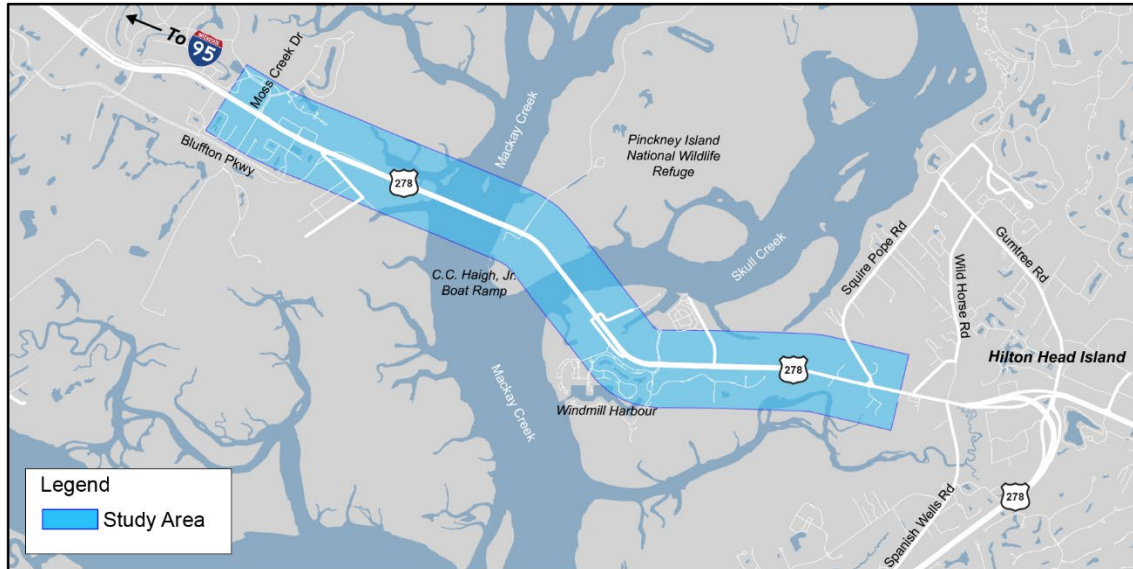 To
INTERSTATE
95
Moss Creek Dr
Bluffton Pkwy
278
Mackay Creek
Pinckney Island
National Wildlife
Refuge
C.C. Haigh, Jr.
Boat Ramp
Skull Creek
Squire Pope Rd
Gumtree Rd
Wild Horse Rd
Hilton Head Island
278
Mackay Creek
Windmill Harbour
Spanish Wells Rd
278
Legend
Study Area